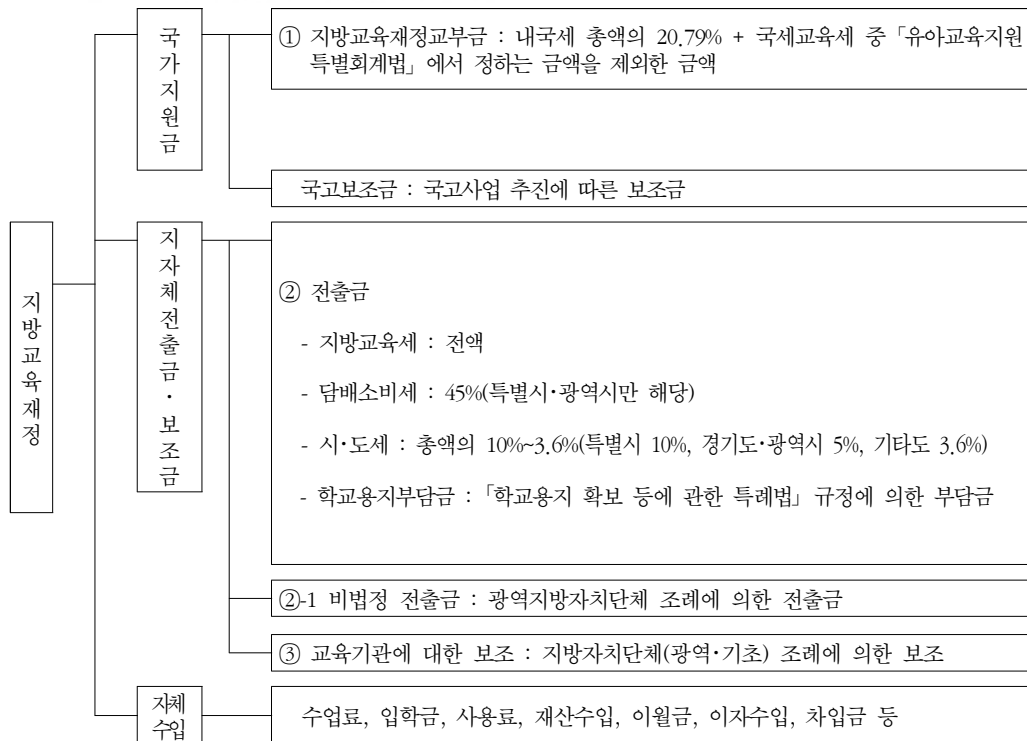 지방교육재정
국가지원금
① 지방교육재정교부금 : 내국세 총액의 20.79% + 국세교육세 중「유아교육지원
특별회계법」에서 정하는 금액을 제외한 금액
국고보조금 : 국고사업 추진에 따른 보조금
지자체전출금·보조금
② 전출금
- 지방교육세 : 전액
- 담배소비세 : 45%(특별시·광역시만 해당)
- 시·도세 : 총액의 10%~3.6%(특별시 10%, 경기도·광역시 5%, 기타도 3.6%)
- 학교용지부담금 :「학교용지 확보 등에 관한 특례법」규정에 의한 부담금
②-1 비법정 전출금 : 광역지방자치단체 조례에 의한 전출금
③ 교육기관에 대한 보조 : 지방자치단체(광역·기초) 조례에 의한 보조
자체
수입
수업료, 입학금, 사용료, 재산수입, 이월금, 이자수입, 차입금 등